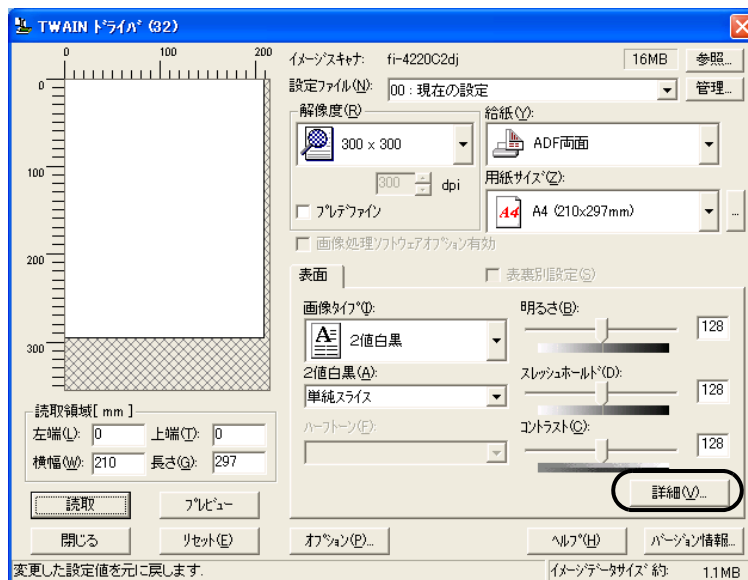 TWAIN ドライバ (32)
0 100 200
0
100
200
300
イメージスキャナ: fi-4220C2dj 16MB 参照...
設定ファイル(N): 00 : 現在の設定 管理...
解像度(R)
300 × 300
300 dpi
プレデファイン
給紙(Y):
ADF両面
用紙サイズ(Z):
A4 A4 (210x297mm) ...
画像処理ソフトウェアオプション有効
表面 表裏別設定(S)
画像タイプ(I):
A 2値白黒
2値白黒(A):
単純スライス
ハーフトーン(F):
明るさ(B):
128
スレッシュホールド(D):
128
コントラスト(C):
128
詳細(V)...
読取領域[ mm ]
左端(L): 0 上端(T): 0
横幅(W): 210 長さ(G): 297
読取 プレビュー
閉じる リセット(E) オプション(P)... ヘルプ(H) バージョン情報...
変更した設定値を元に戻します. イメージデータサイズ 約: 1.1MB